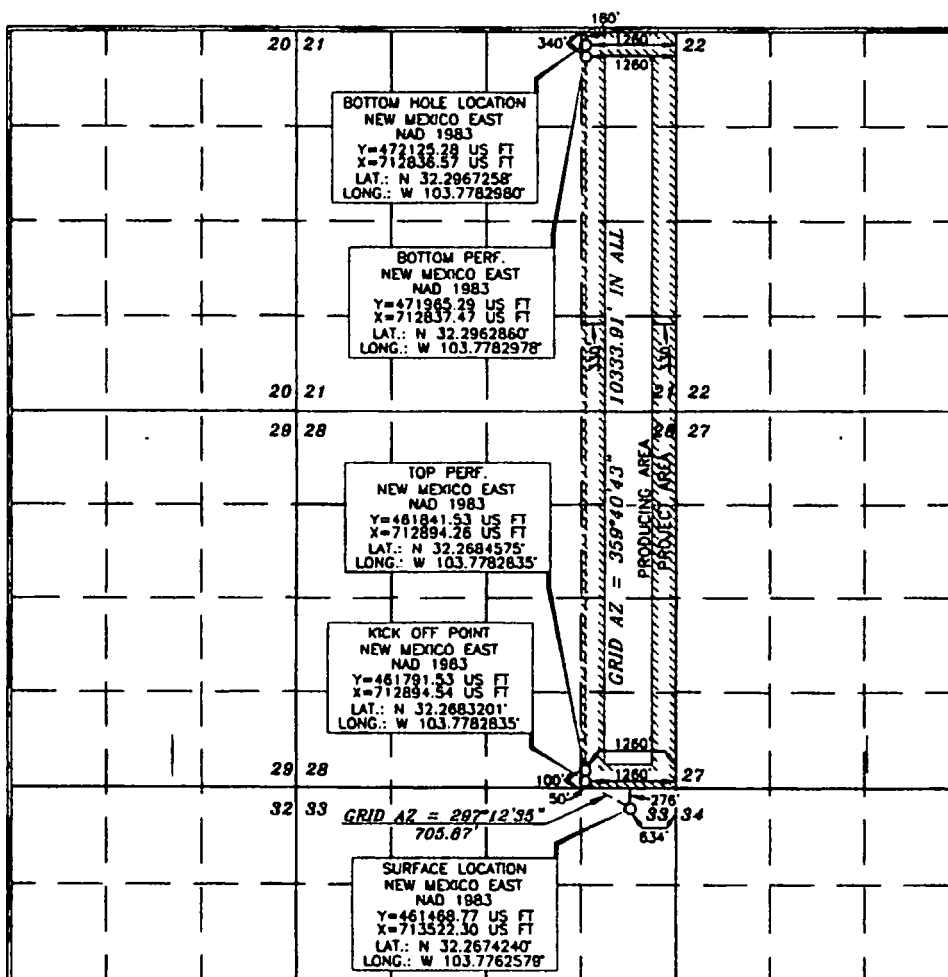 180'
20 21
340'
1260'
22
1260'
BOTTOM HOLE LOCATION
NEW MEXICO EAST
NAD 1983
Y=472125.28 US FT
X=712836.57 US FT
LAT.: N 32.2967258°
LONG.: W 103.7782980°
BOTTOM PERF.
NEW MEXICO EAST
NAD 1983
Y=471965.29 US FT
X=712837.47 US FT
LAT.: N 32.2962860°
LONG.: W 103.7782978°
330'
330'
GRID AZ = 359°40'43" 10333.91' IN ALL
PRODUCING AREA
PROJECT AREA
20 21
22
29 28
27
TOP PERF.
NEW MEXICO EAST
NAD 1983
Y=461841.53 US FT
X=712894.26 US FT
LAT.: N 32.2684575°
LONG.: W 103.7782835°
KICK OFF POINT
NEW MEXICO EAST
NAD 1983
Y=461791.53 US FT
X=712894.54 US FT
LAT.: N 32.2683201°
LONG.: W 103.7782835°
1260'
29 28
100'
1260'
27
50'
32 33
GRID AZ = 297°12'35"
705.87'
276'
33 34
634'
SURFACE LOCATION
NEW MEXICO EAST
NAD 1983
Y=461468.77 US FT
X=713522.30 US FT
LAT.: N 32.2674240°
LONG.: W 103.7762579°